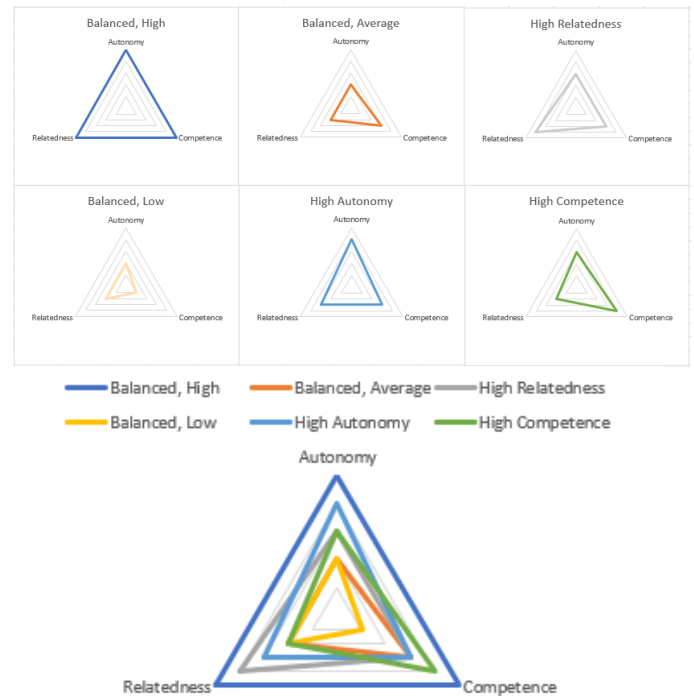 Balanced, High
Autonomy
Relatedness
Competence
Balanced, Average
Autonomy
Relatedness
Competence
High Relatedness
Autonomy
Relatedness
Competence
Balanced, Low
Autonomy
Relatedness
Competence
High Autonomy
Autonomy
Relatedness
Competence
High Competence
Autonomy
Relatedness
Competence
Balanced, High
Balanced, Average
High Relatedness
Balanced, Low
High Autonomy
High Competence
Autonomy
Relatedness
Competence